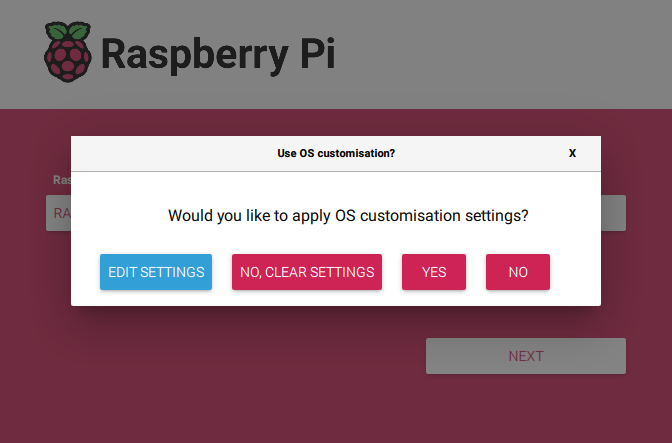 Raspberry Pi
Use OS customisation?
X
Ras
RA
Would you like to apply OS customisation settings?
EDIT SETTINGS
NO, CLEAR SETTINGS
YES
NO
NEXT